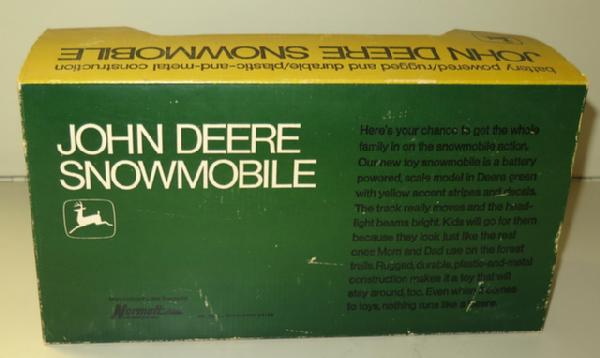 JOHN DEERE SNOWMOBILE
battery powered/rugged and durable/plastic-and-metal construction
JOHN DEERE
SNOWMOBILE
Here's your chance to get the whole
family in on the snowmobile action.
Our new toy snowmobile is a battery
powered, scale model in Deere green
with yellow accent stripes and decals.
The track really moves and the head-
light beams bright. Kids will go for them
because they look just like the real
ones Mom and Dad use on the forest
trails. Rugged, durable, plastic-and-metal
construction makes it a toy that will
stay around, too. Even when it comes
to toys, nothing runs like a Deere.
Normatt